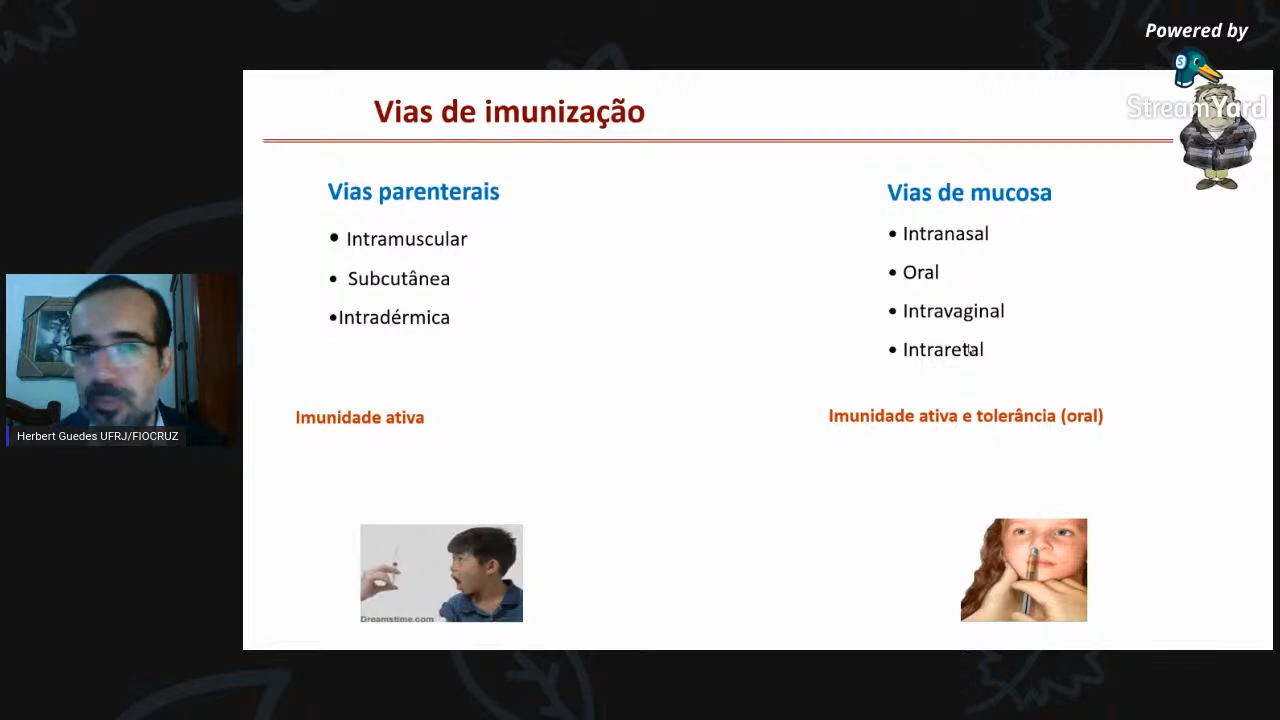 Powered by
StreamYard
Vias de imunização
Vias parenterais
• Intramuscular
• Subcutânea
•Intradérmica
Imunidade ativa
Vias de mucosa
• Intranasal
• Oral
• Intravaginal
• Intraretal
Imunidade ativa e tolerância (oral)
Dreamstime.com
Herbert Guedes UFRJ/FIOCRUZ